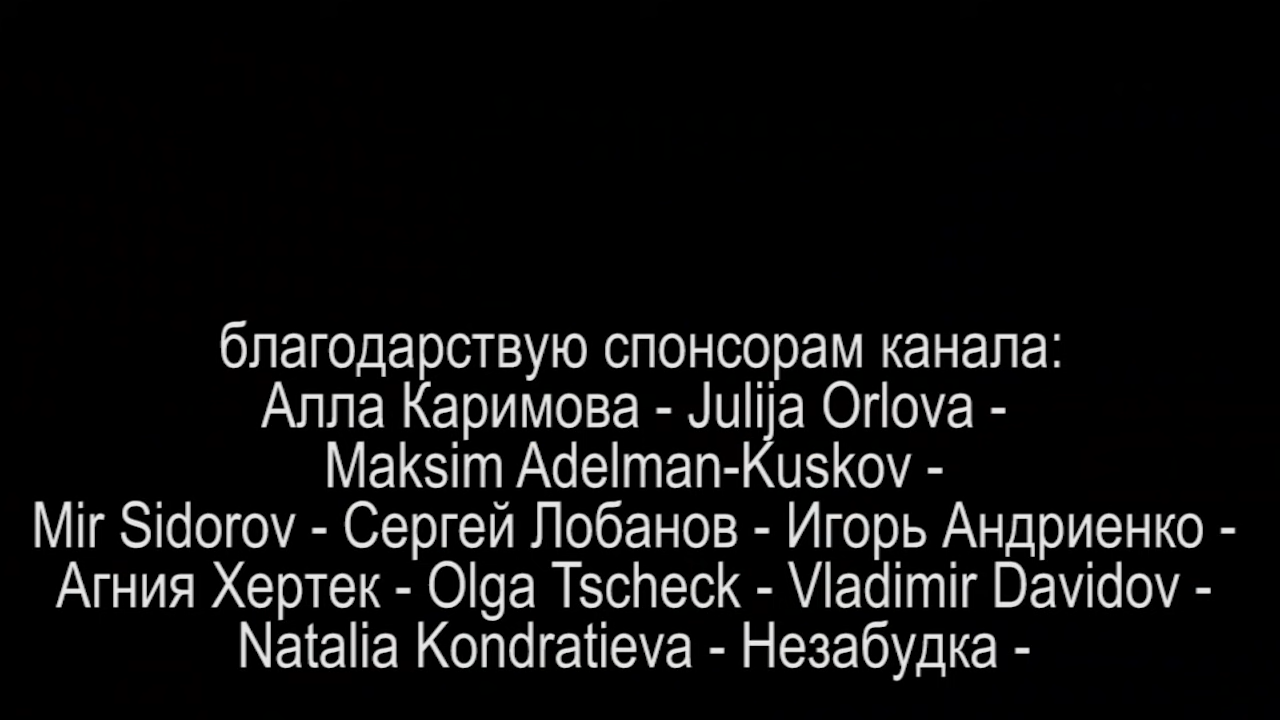 благодарствую спонсорам канала:
Алла Каримова - Julija Orlova -
Maksim Adelman-Kuskov -
Mir Sidorov - Сергей Лобанов - Игорь Андриенко -
Агния Хертек - Olga Tscheck - Vladimir Davidov -
Natalia Kondratieva - Незабудка -